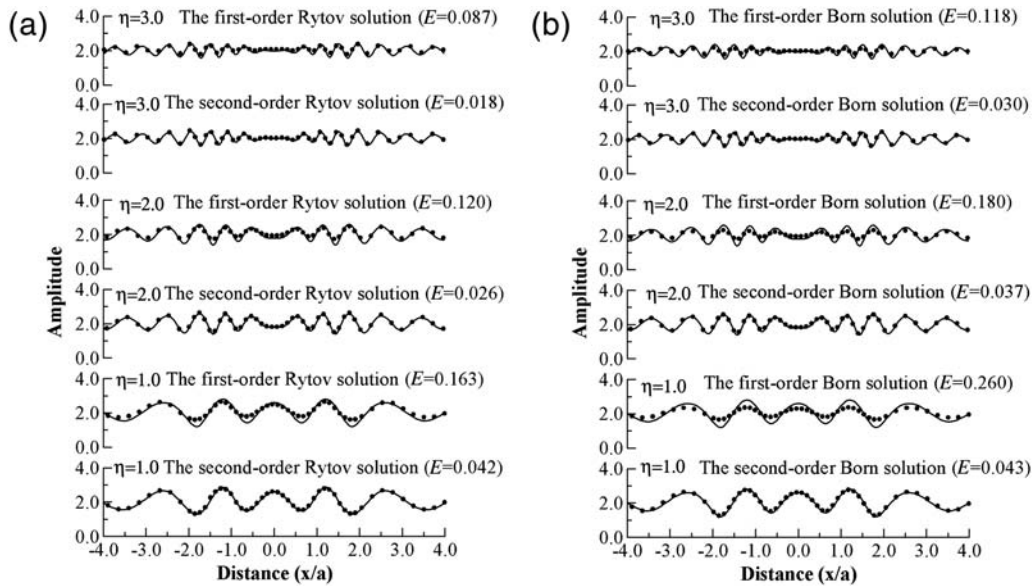 (a)
η=3.0 The first-order Rytov solution (E=0.087)
4.0
2.0
0.0
η=3.0 The second-order Rytov solution (E=0.018)
4.0
2.0
0.0
η=2.0 The first-order Rytov solution (E=0.120)
4.0
2.0
0.0
η=2.0 The second-order Rytov solution (E=0.026)
4.0
2.0
0.0
η=1.0 The first-order Rytov solution (E=0.163)
4.0
2.0
0.0
η=1.0 The second-order Rytov solution (E=0.042)
4.0
2.0
0.0
Amplitude
-4.0 -3.0 -2.0 -1.0 0.0 1.0 2.0 3.0 4.0
Distance (x/a)
(b)
η=3.0 The first-order Born solution (E=0.118)
4.0
2.0
0.0
η=3.0 The second-order Born solution (E=0.030)
4.0
2.0
0.0
η=2.0 The first-order Born solution (E=0.180)
4.0
2.0
0.0
η=2.0 The second-order Born solution (E=0.037)
4.0
2.0
0.0
η=1.0 The first-order Born solution (E=0.260)
4.0
2.0
0.0
η=1.0 The second-order Born solution (E=0.043)
4.0
2.0
0.0
Amplitude
-4.0 -3.0 -2.0 -1.0 0.0 1.0 2.0 3.0 4.0
Distance (x/a)